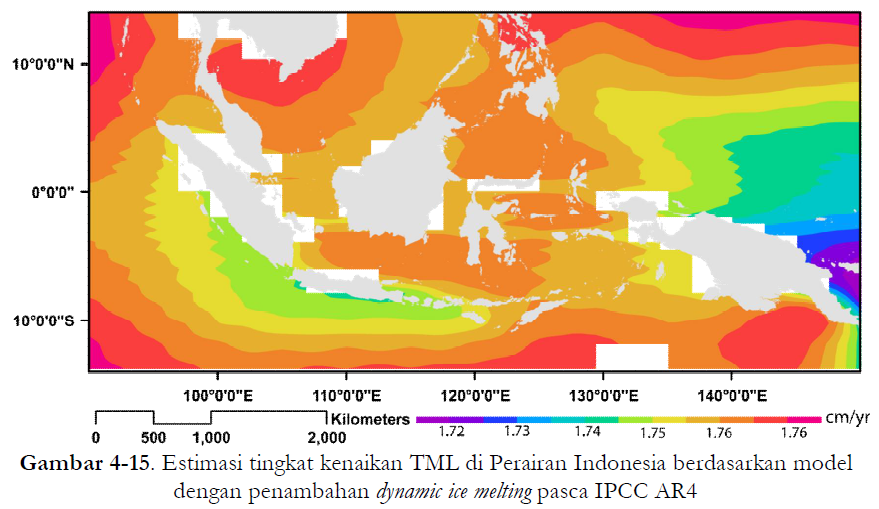 10°0'0"N
0°0'0"
10°0'0"S
100°0'0"E
110°0'0"E
120°0'0"E
130°0'0"E
140°0'0"E
Kilometers
0 500 1,000 2,000
cm/yr
1.72 1.73 1.74 1.75 1.76 1.76
Gambar 4-15. Estimasi tingkat kenaikan TML di Perairan Indonesia berdasarkan model
dengan penambahan dynamic ice melting pasca IPCC AR4